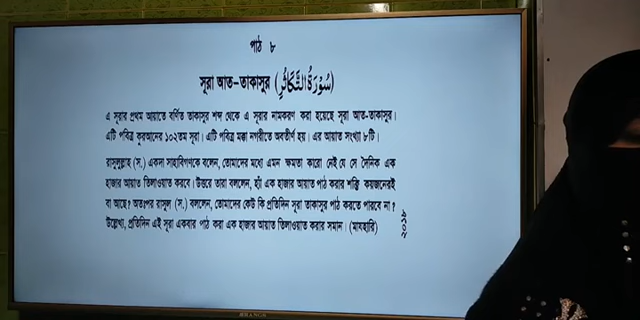 পাঠ ৮
সূরা আত-তাকাসুর (سُوْرَةُ التَّكَاثُرِ)
এ সূরার প্রথম আয়াতে বর্ণিত তাকাসুর শব্দ থেকে এ সূরার নামকরণ করা হয়েছে সূরা আত-তাকাসুর।
এটি পবিত্র কুরআনের ১০২তম সূরা। এটি পবিত্র মক্কা নগরীতে অবতীর্ণ হয়। এর আয়াত সংখ্যা ৮টি।
রাসুলুল্লাহ (স.) একদা সাহাবিগণকে বলেন, তোমাদের মধ্যে এমন ক্ষমতা কারো নেই যে সে দৈনিক এক
হাজার আয়াত তিলাওয়াত করবে। উত্তরে তারা বললেন, হ্যাঁ এক হাজার আয়াত পাঠ করার শক্তি কয়জনেরই
বা আছে? অতঃপর রাসুল (স.) বললেন, তোমাদের কেউ কি প্রতিদিন সূরা তাকাসুর পাঠ করতে পারবে না?
উল্লেখ্য, প্রতিদিন এই সূরা একবার পাঠ করা এক হাজার আয়াত তিলাওয়াত করার সমান। (মাযহারি)
২০১৯